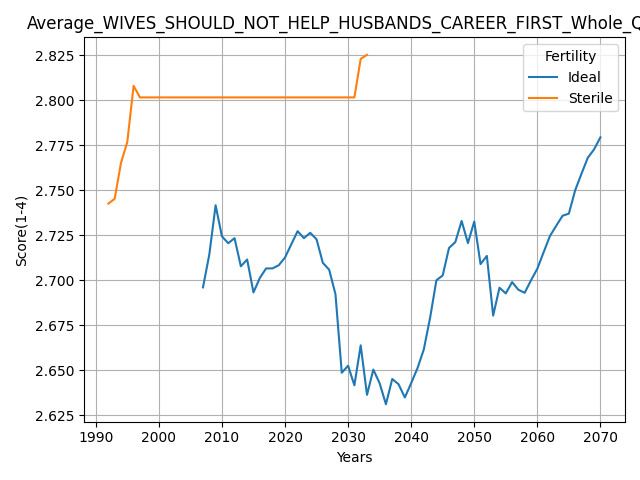 Average_WIVES_SHOULD_NOT_HELP_HUSBANDS_CAREER_FIRST_Whole_Q
Fertility
Ideal
Sterile
Score(1-4)
2.825
2.800
2.775
2.750
2.725
2.700
2.675
2.650
2.625
1990 2000 2010 2020 2030 2040 2050 2060 2070
Years